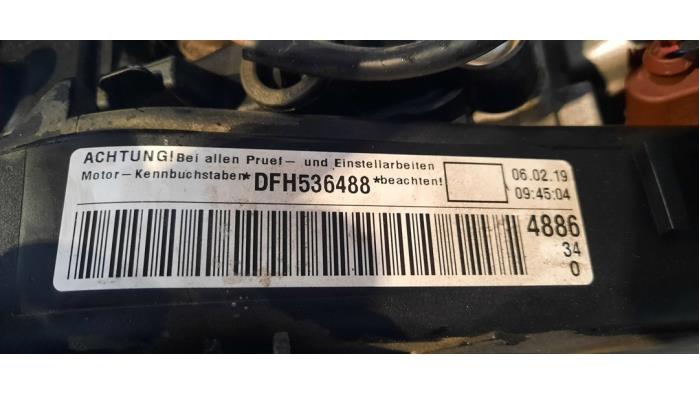 ACHTUNG! Bei allen Pruef- und Einstellarbeiten
Motor-Kennbuchstaben *DFH536488* beachten!
06.02.19
09:45:04
4886
34
0